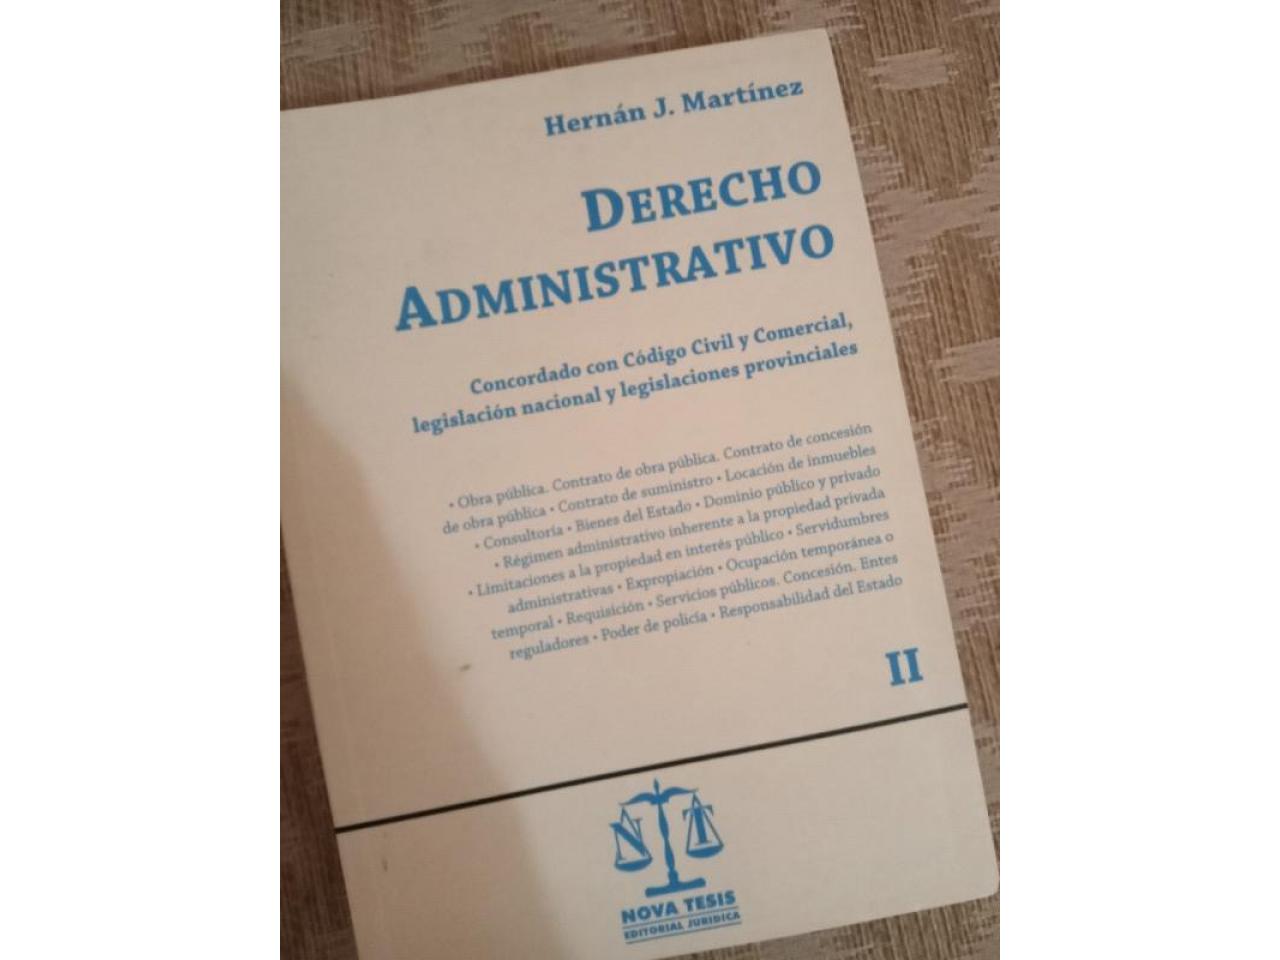 Hernán J. Martínez
DERECHO
ADMINISTRATIVO
Concordado con Código Civil y Comercial,
legislación nacional y legislaciones provinciales
• Obra pública. Contrato de obra pública. Contrato de concesión
de obra pública • Contrato de suministro • Locación de inmuebles
• Consultoría • Bienes del Estado • Dominio público y privado
• Régimen administrativo inherente a la propiedad privada
• Limitaciones a la propiedad en interés público • Servidumbres
administrativas • Expropiación • Ocupación temporánea o
temporal • Requisición • Servicios públicos. Concesión. Entes
reguladores • Poder de policía • Responsabilidad del Estado
II
N T
NOVA TESIS
EDITORIAL JURIDICA